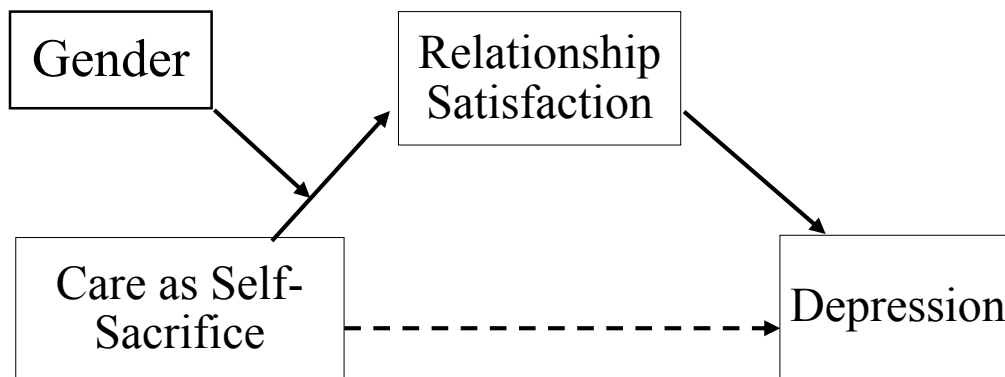 Gender
Relationship
Satisfaction
Care as Self-
Sacrifice
Depression